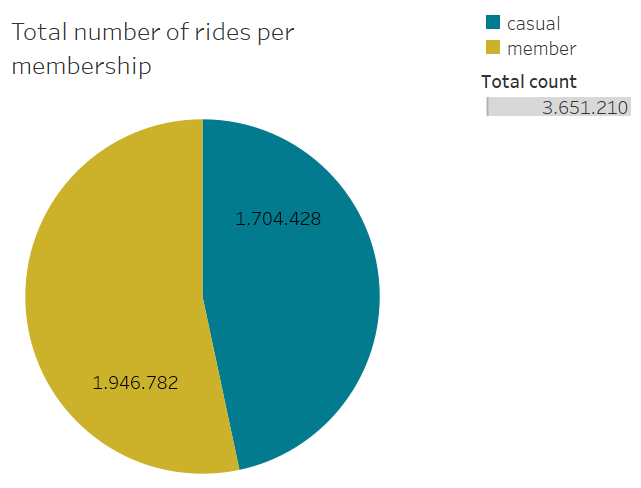 Total number of rides per
membership
casual
member
Total count
3.651.210
1.704.428
1.946.782